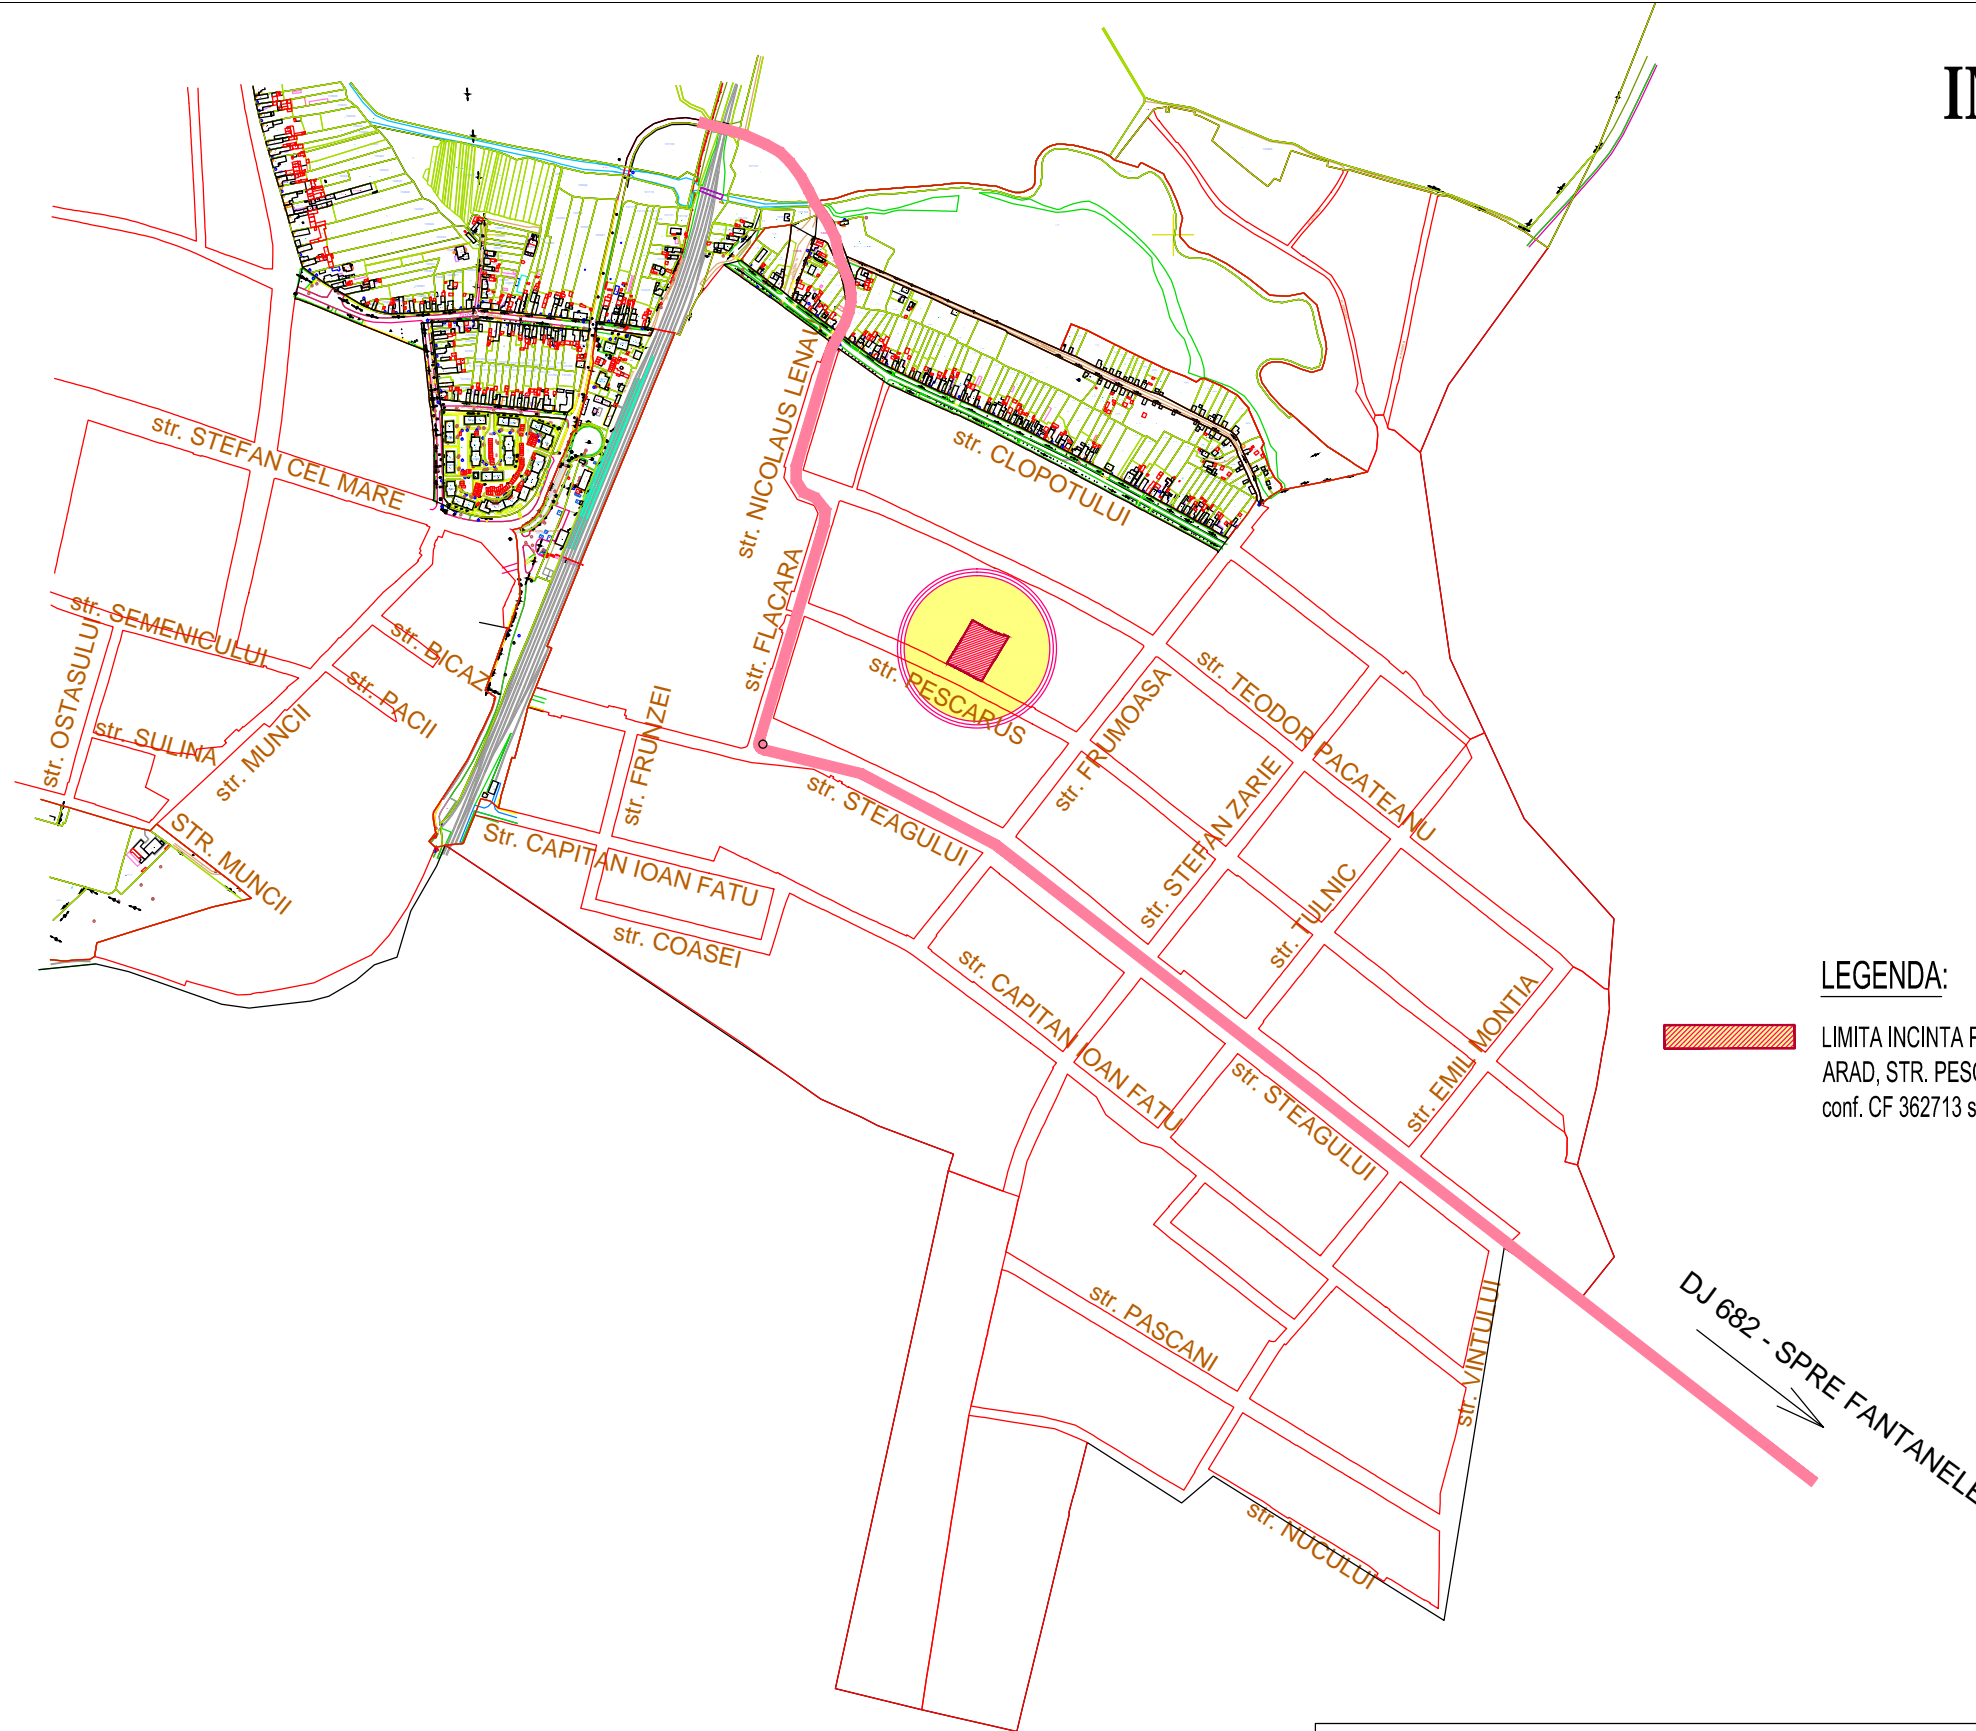 str. NICOLAUS LENAU
str. STEFAN CEL MARE
str. CLOPOTULUI
str. FLACARA
str. SEMENICULUI
str. OSTASULUI
str. BICAZ
str. PACII
str. SULINA
str. MUNCII
STR. MUNCII
str. FRUNZEI
str. PESCARUS
str. FRUMOASA
str. TEODOR PACATEANU
str. STEFAN ZARIE
str. TULNIC
str. STEAGULUI
Str. CAPITAN IOAN FATU
str. COASEI
str. CAPITAN IOAN FATU
str. EMIL MONTIA
str. STEAGULUI
str. PASCANI
str. VINTULUI
str. NUCULUI
LEGENDA:
LIMITA INCINTA
ARAD, STR.
conf. CF 362713
DJ 682 - SPRE FANTANELE